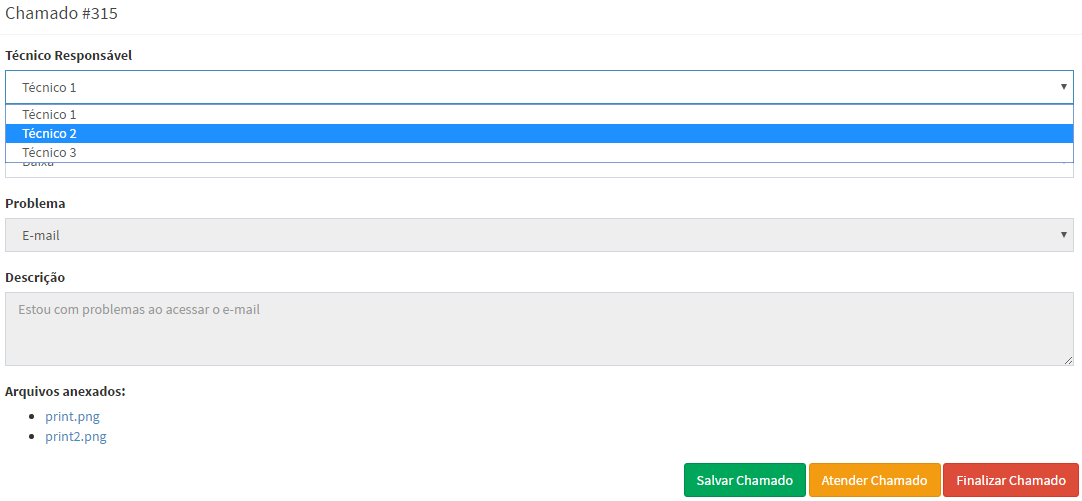 Chamado #315
Técnico Responsável
Técnico 1
Técnico 1
Técnico 2
Técnico 3
Baixa
Problema
E-mail
Descrição
Estou com problemas ao acessar o e-mail
Arquivos anexados:
print.png
print2.png
Salvar Chamado Atender Chamado Finalizar Chamado